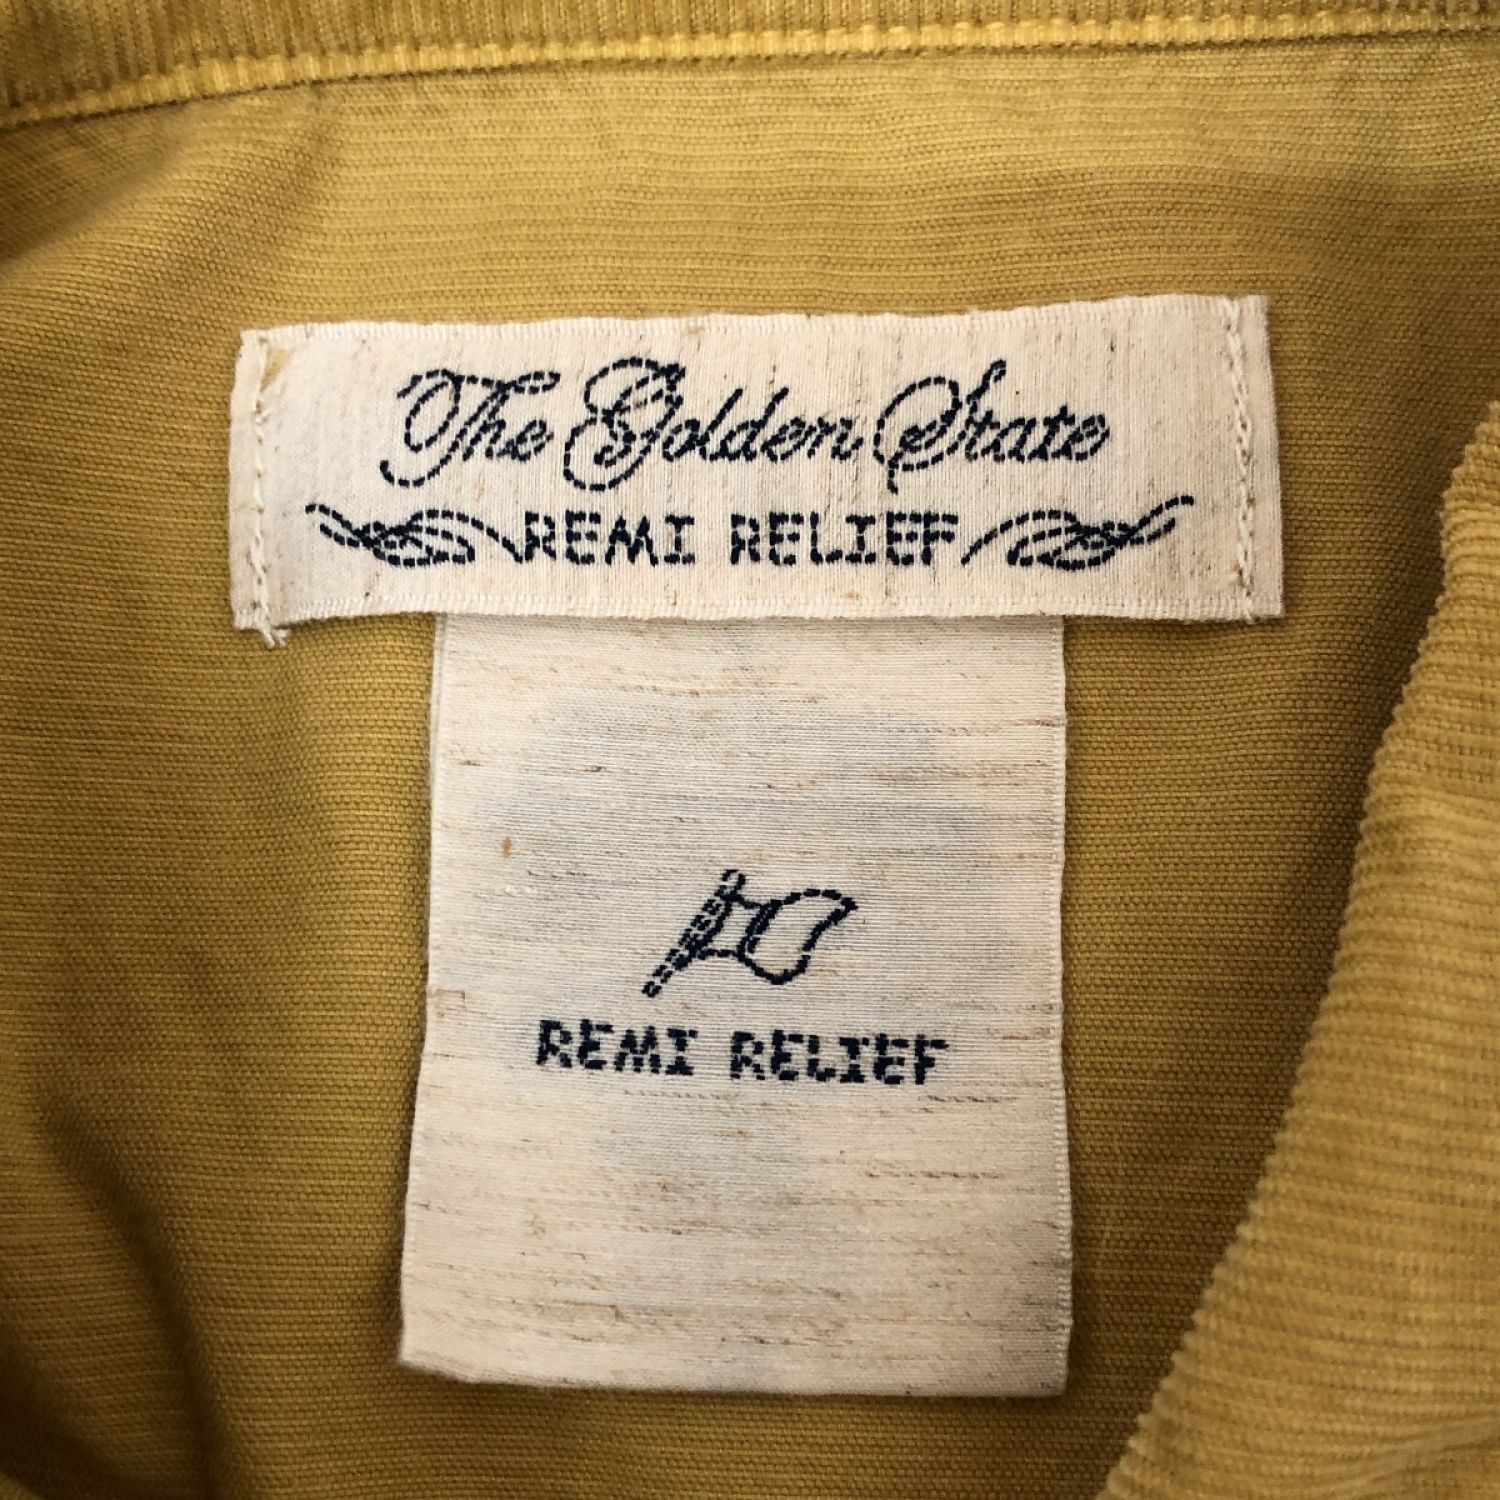 The Golden State
REMI RELIEF
REMI RELIEF